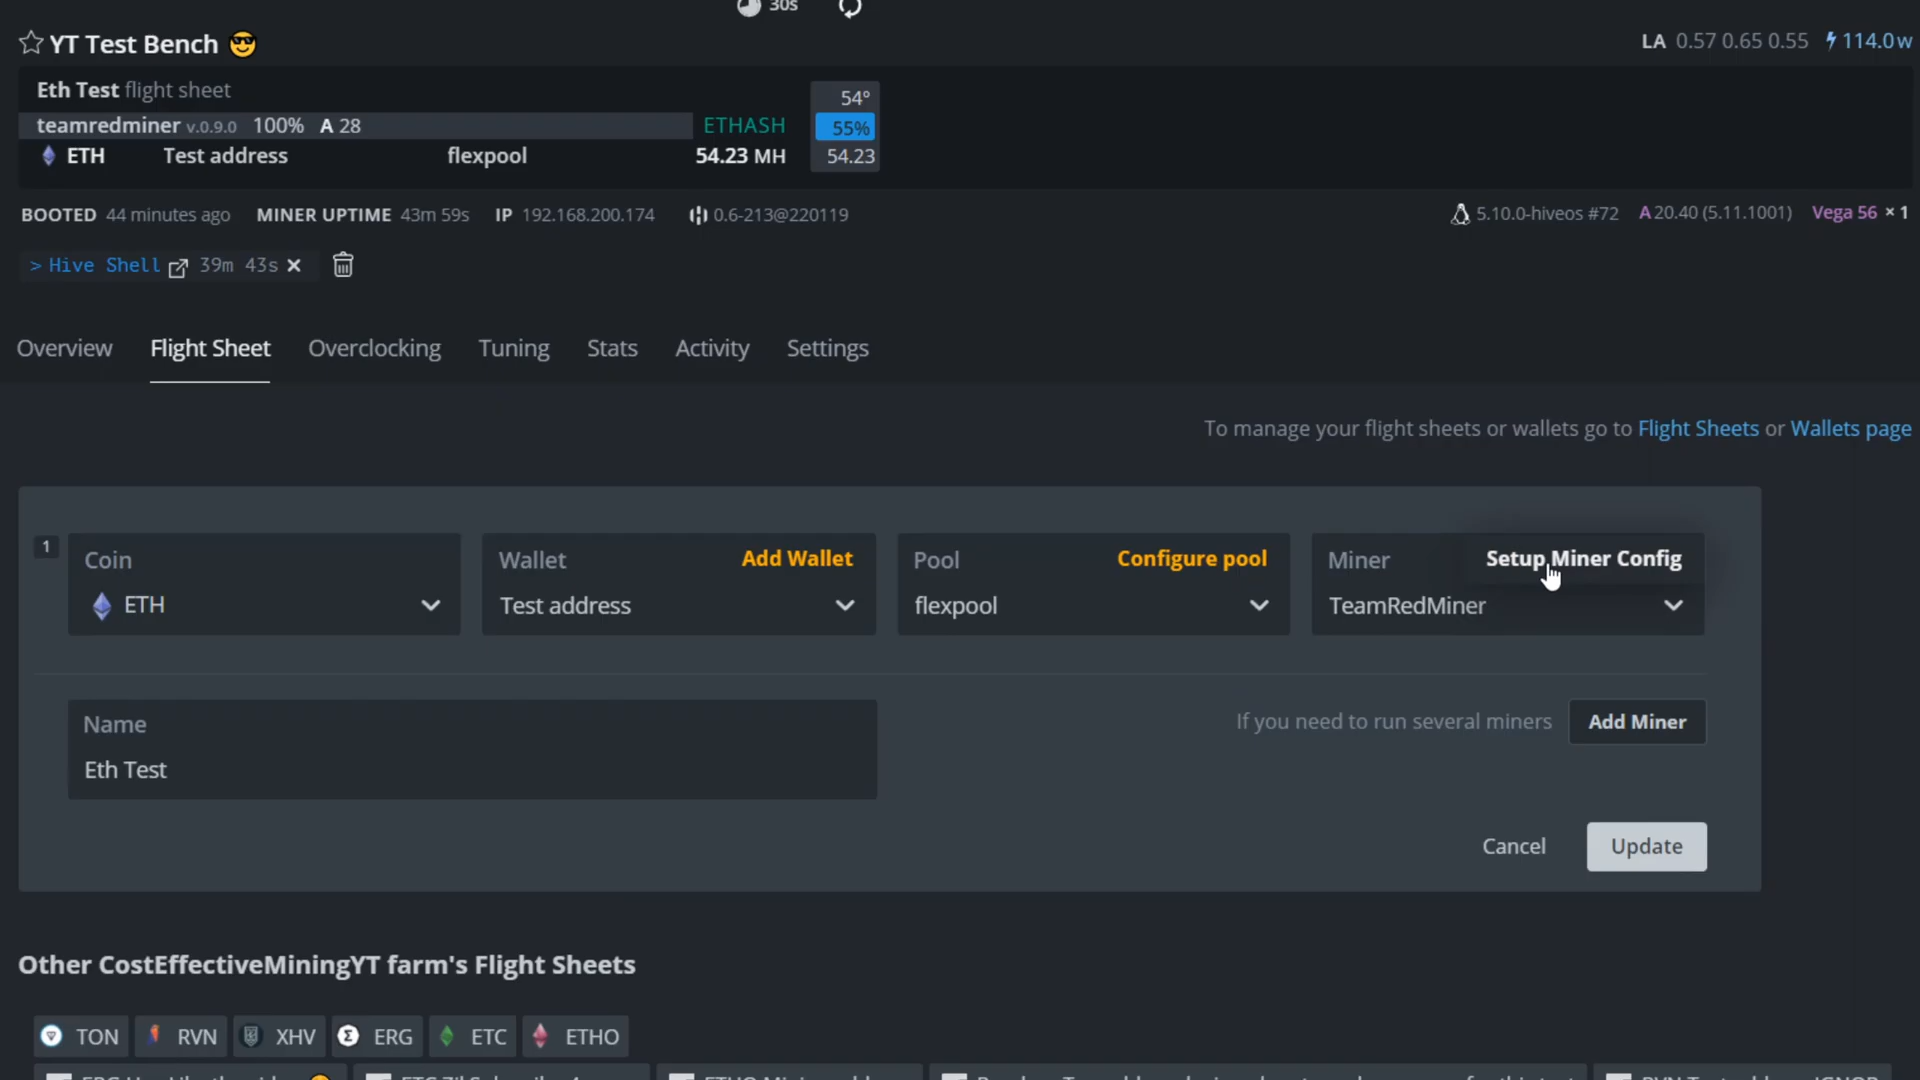 30s
YT Test Bench
LA 0.57 0.65 0.55 114.0w
Eth Test flight sheet
54°
teamredminer v.0.9.0 100% A 28 ETHASH
55%
ETH Test address flexpool 54.23 MH
54.23
BOOTED 44 minutes ago MINER UPTIME 43m 59s IP 192.168.200.174 0.6-213@220119
5.10.0-hiveos #72 A 20.40 (5.11.1001) Vega 56 × 1
> Hive Shell 39m 43s ×
Overview Flight Sheet Overclocking Tuning Stats Activity Settings
To manage your flight sheets or wallets go to Flight Sheets or Wallets page
1
Coin
ETH
Wallet Add Wallet
Test address
Pool Configure pool
flexpool
Miner Setup Miner Config
TeamRedMiner
Name
Eth Test
If you need to run several miners Add Miner
Cancel Update
Other CostEffectiveMiningYT farm's Flight Sheets
TON RVN XHV ERG ETC ETHO